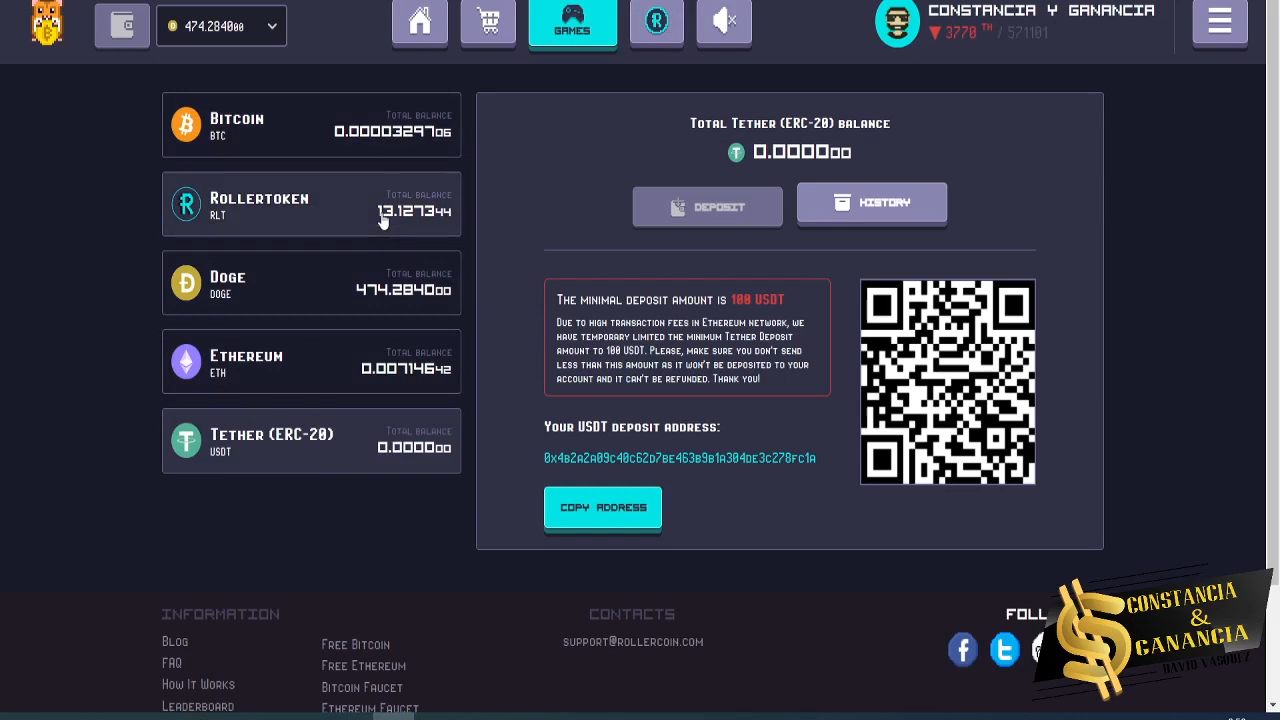 474.284000
GAMES
CONSTANCIA Y GANANCIA
3770 TH / 571101
BITCOIN
BTC
TOTAL BALANCE
0.0000329706
ROLLERTOKEN
RLT
TOTAL BALANCE
13.127344
DOGE
DOGE
TOTAL BALANCE
474.284000
ETHEREUM
ETH
TOTAL BALANCE
0.00714642
TETHER (ERC-20)
USDT
TOTAL BALANCE
0.000000
TOTAL TETHER (ERC-20) BALANCE
0.000000
DEPOSIT
HISTORY
THE MINIMAL DEPOSIT AMOUNT IS 100 USDT
DUE TO HIGH TRANSACTION FEES IN ETHEREUM NETWORK, WE
HAVE TEMPORARY LIMITED THE MINIMUM TETHER DEPOSIT
AMOUNT TO 100 USDT. PLEASE, MAKE SURE YOU DON'T SEND
LESS THAN THIS AMOUNT AS IT WON'T BE DEPOSITED TO YOUR
ACCOUNT AND IT CAN'T BE REFUNDED. THANK YOU!
YOUR USDT DEPOSIT ADDRESS:
0X4B2A2A09C40C62D7BE463B9B1A304DE3C278FC1A
COPY ADDRESS
INFORMATION
BLOG
FAQ
HOW IT WORKS
LEADERBOARD
FREE BITCOIN
FREE ETHEREUM
BITCOIN FAUCET
ETHEREUM FAUCET
CONTACTS
SUPPORT@ROLLERCOIN.COM
FOLL
CONSTANCIA
&
GANANCIA
DAVID VASQUEZ